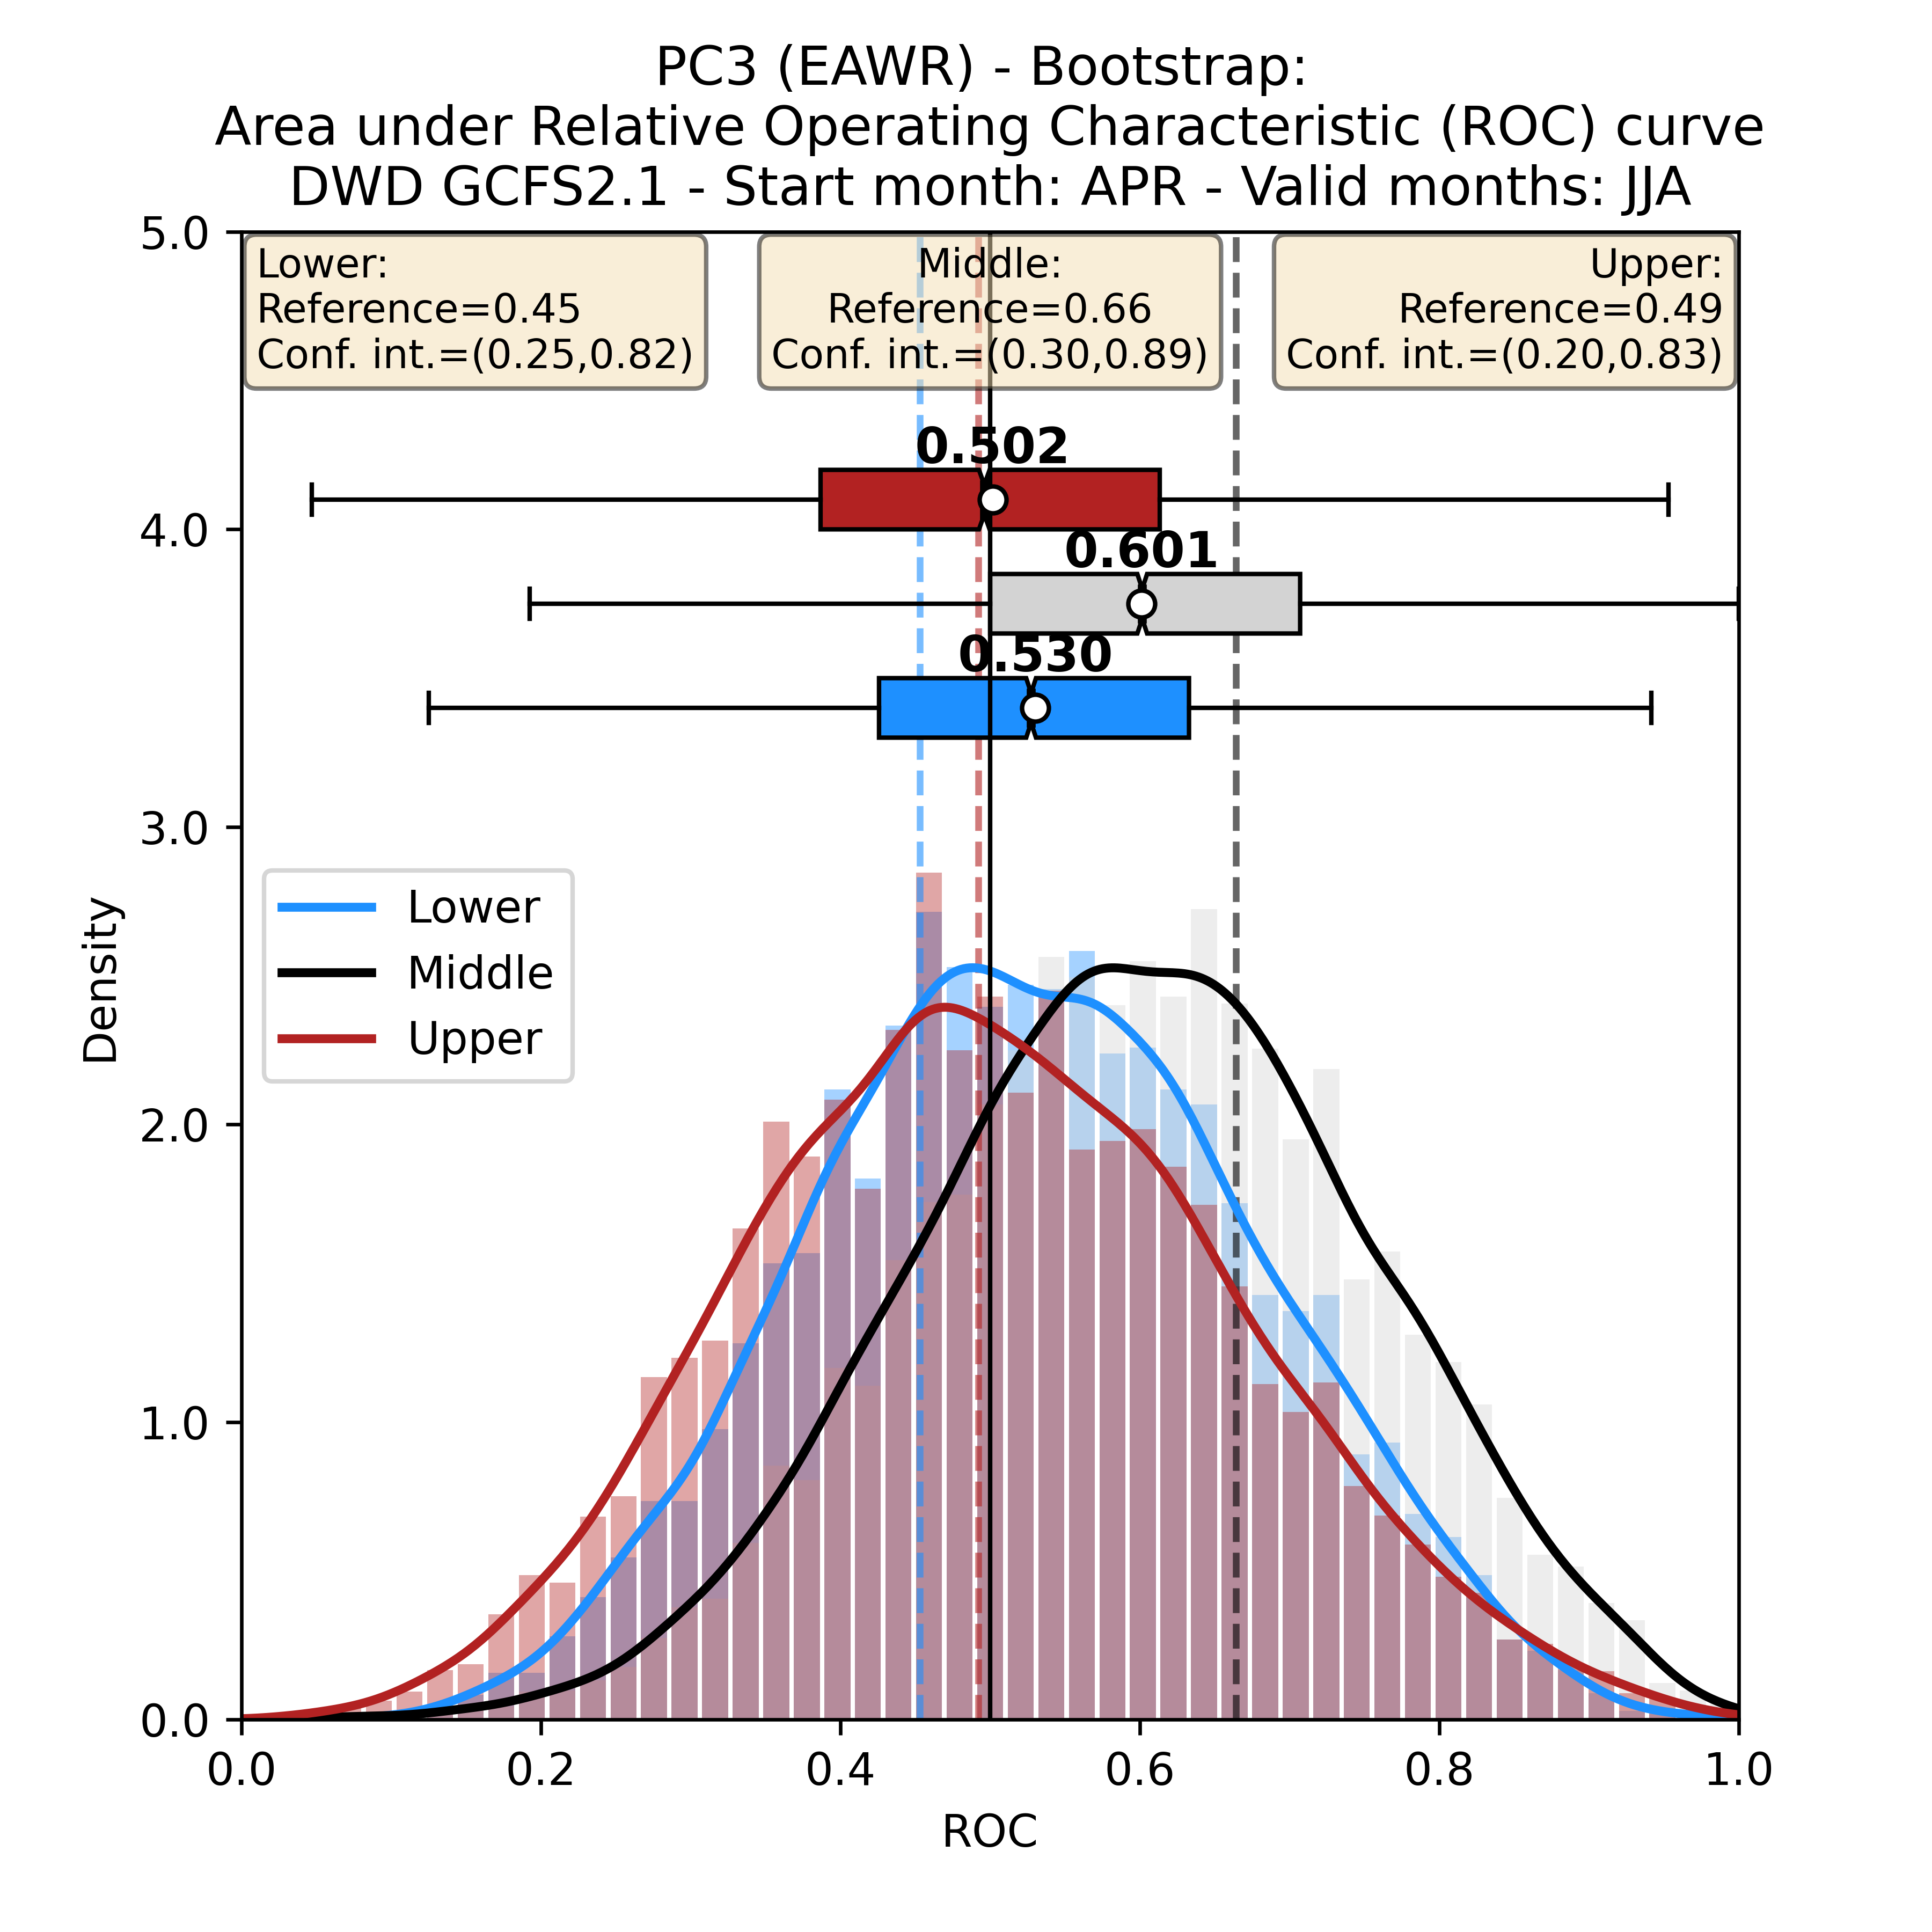 PC3 (EAWR) - Bootstrap:
Area under Relative Operating Characteristic (ROC) curve
DWD GCFS2.1 - Start month: APR - Valid months: JJA
5.0
4.0
3.0
2.0
1.0
0.0
Density
Lower:
Reference=0.45
Conf. int.=(0.25,0.82)
Middle:
Reference=0.66
Conf. int.=(0.30,0.89)
Upper:
Reference=0.49
Conf. int.=(0.20,0.83)
0.502
0.601
0.530
Lower
Middle
Upper
0.0
0.2
0.4
0.6
0.8
1.0
ROC